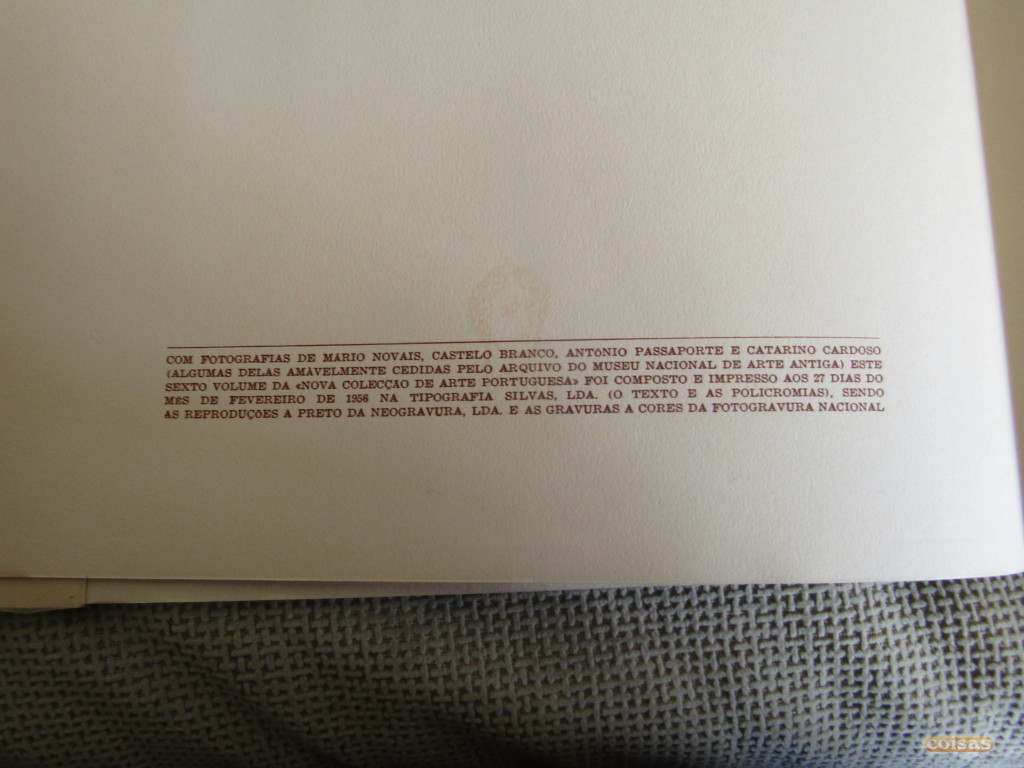 COM FOTOGRAFIAS DE MÁRIO NOVAIS, CASTELO BRANCO, ANTÓNIO PASSAPORTE E CATARINO CARDOSO
(ALGUMAS DELAS AMÀVELMENTE CEDIDAS PELO ARQUIVO DO MUSEU NACIONAL DE ARTE ANTIGA) ESTE
SEXTO VOLUME DA «NOVA COLECÇÃO DE ARTE PORTUGUESA» FOI COMPOSTO E IMPRESSO AOS 27 DIAS DO
MÊS DE FEVEREIRO DE 1956 NA TIPOGRAFIA SILVAS, LDA. (O TEXTO E AS POLICROMIAS), SENDO
AS REPRODUÇÕES A PRETO DA NEOGRAVURA, LDA. E AS GRAVURAS A CORES DA FOTOGRAVURA NACIONAL
coisas